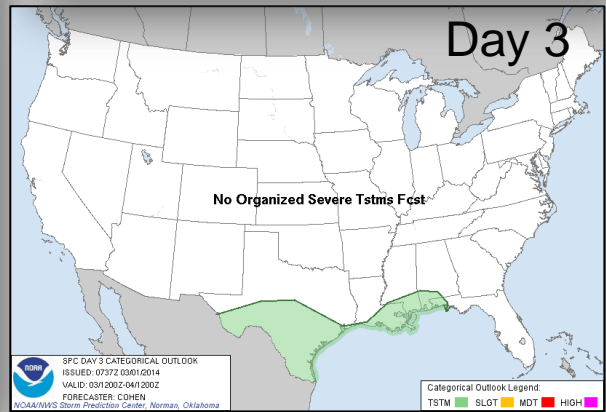 Day 3
No Organized Severe Tstms Fcst
NOAA
SPC DAY 3 CATEGORICAL OUTLOOK
ISSUED: 0737Z 03/01/2014
VALID: 03/1200Z-04/1200Z
FORECASTER: COHEN
NOAA/NWS Storm Prediction Center, Norman, Oklahoma
Categorical Outlook Legend:
TSTM SLGT MDT HIGH